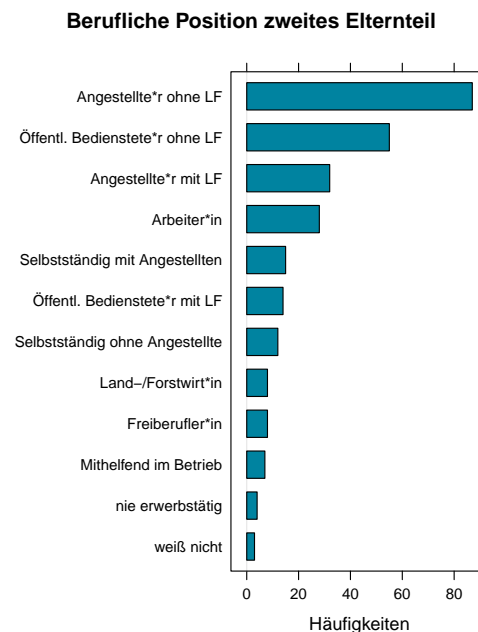 Berufliche Position zweites Elternteil
Angestellte*r ohne LF
Öffentl. Bedienstete*r ohne LF
Angestellte*r mit LF
Arbeiter*in
Selbstständig mit Angestellten
Öffentl. Bedienstete*r mit LF
Selbstständig ohne Angestellte
Land–/Forstwirt*in
Freiberufler*in
Mithelfend im Betrieb
nie erwerbstätig
weiß nicht
0 20 40 60 80
Häufigkeiten